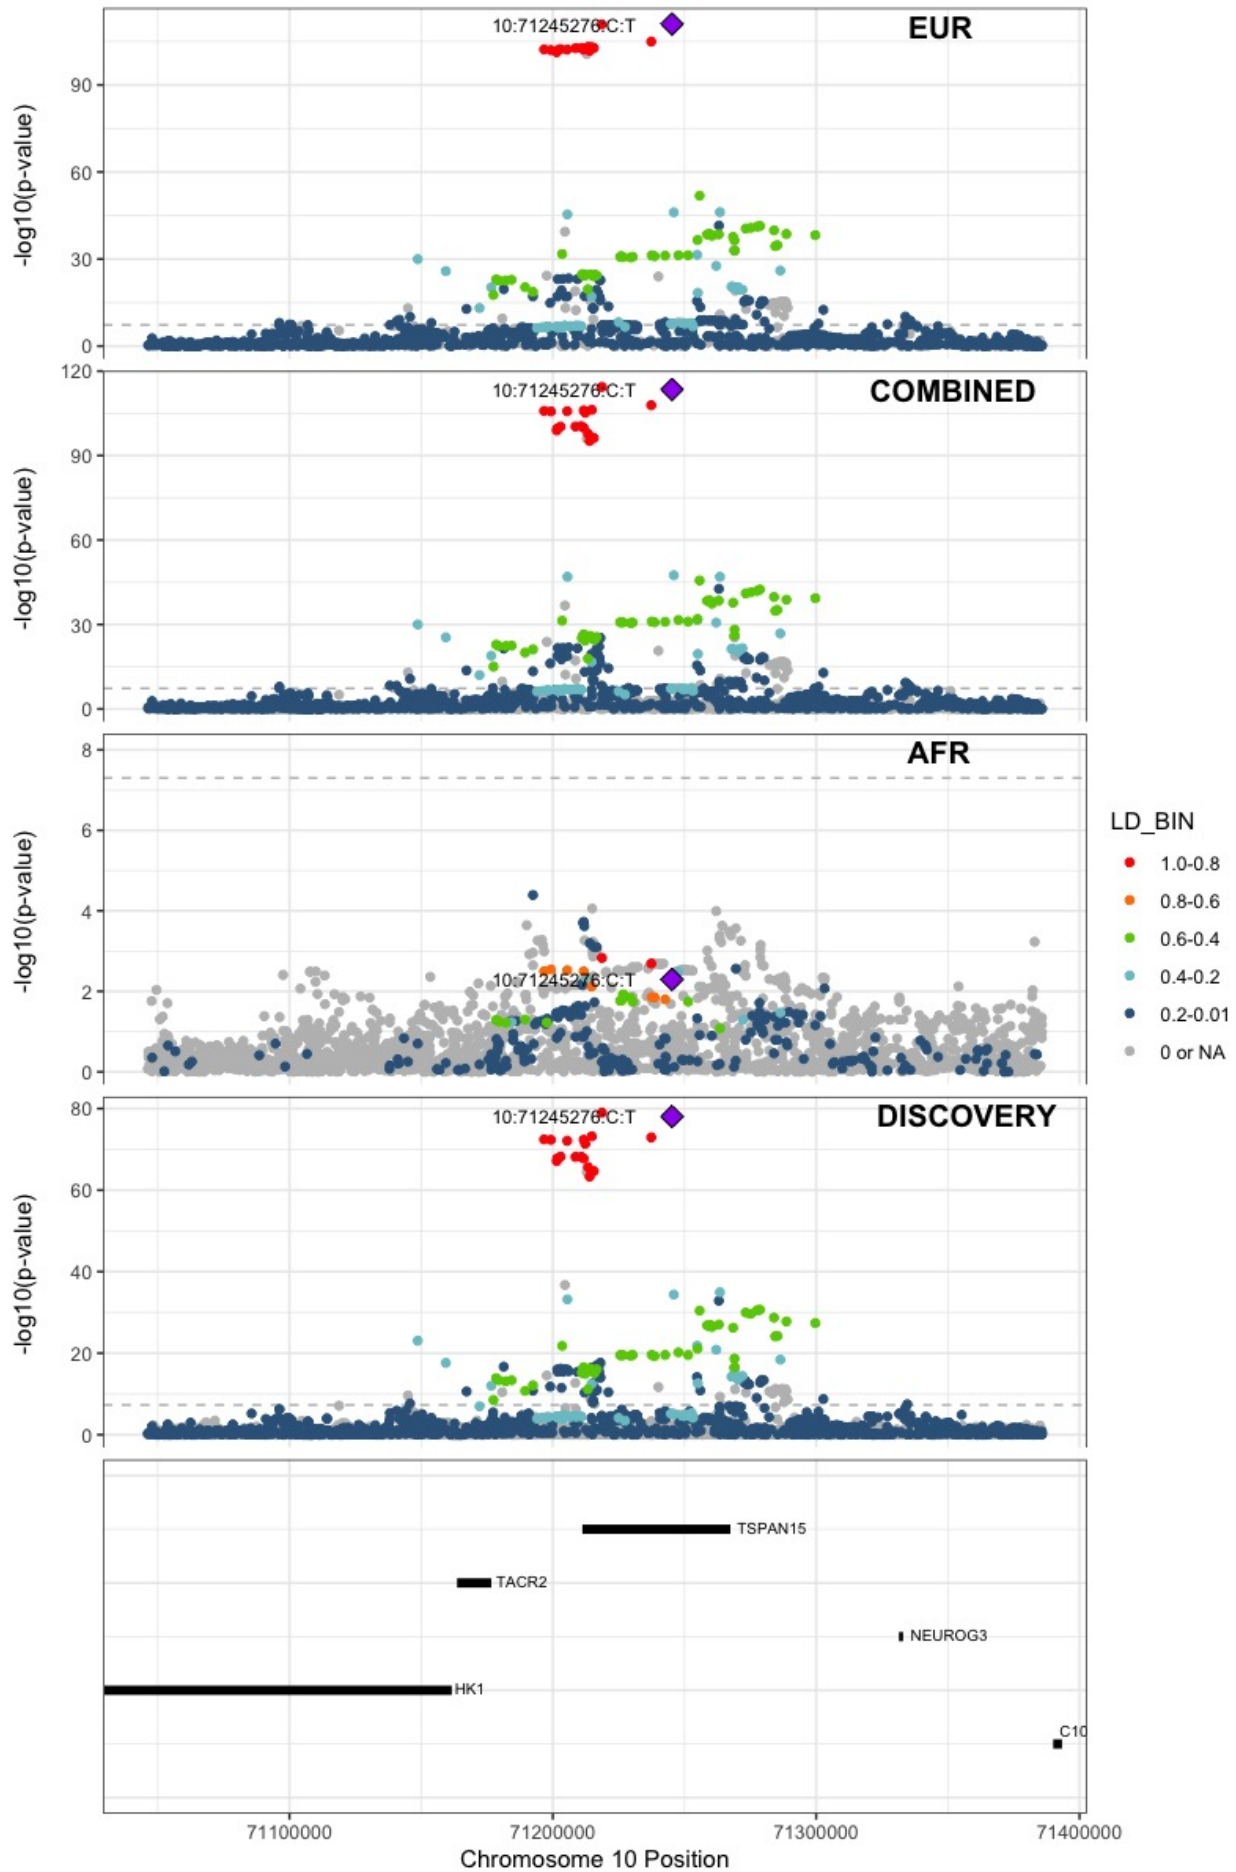 EUR
10:71245276:C:T
-log10(p-value)
90
60
30
0
COMBINED
10:71245276:C:T
-log10(p-value)
120
90
60
30
0
AFR
10:71245276:C:T
-log10(p-value)
8
6
4
2
0
LD_BIN
1.0-0.8
0.8-0.6
0.6-0.4
0.4-0.2
0.2-0.01
0 or NA
DISCOVERY
10:71245276:C:T
-log10(p-value)
80
60
40
20
0
TSPAN15
TACR2
NEUROG3
HK1
C10
71100000 71200000 71300000 71400000
Chromosome 10 Position